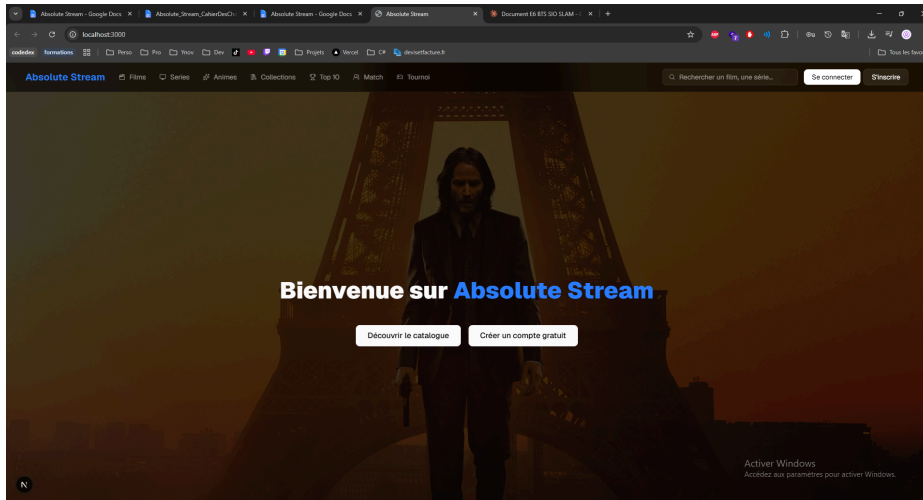 Absolute Stream - Google Docs
Absolute_Stream_CahierDesCh
Absolute Stream - Google Docs
Absolute Stream
Document E6 BTS SIO SLAM - 
localhost:3000
codedex
formations
Perso
Pro
Ynov
Dev
Projets
Vercel
C#
devisetfacture.fr
Tous les favo
Absolute Stream
Films
Series
Animes
Collections
Top 10
Match
Tournoi
Rechercher un film, une série...
Se connecter
S'inscrire
Bienvenue sur Absolute Stream
Découvrir le catalogue
Créer un compte gratuit
Activer Windows
Accédez aux paramètres pour activer Windows.
N